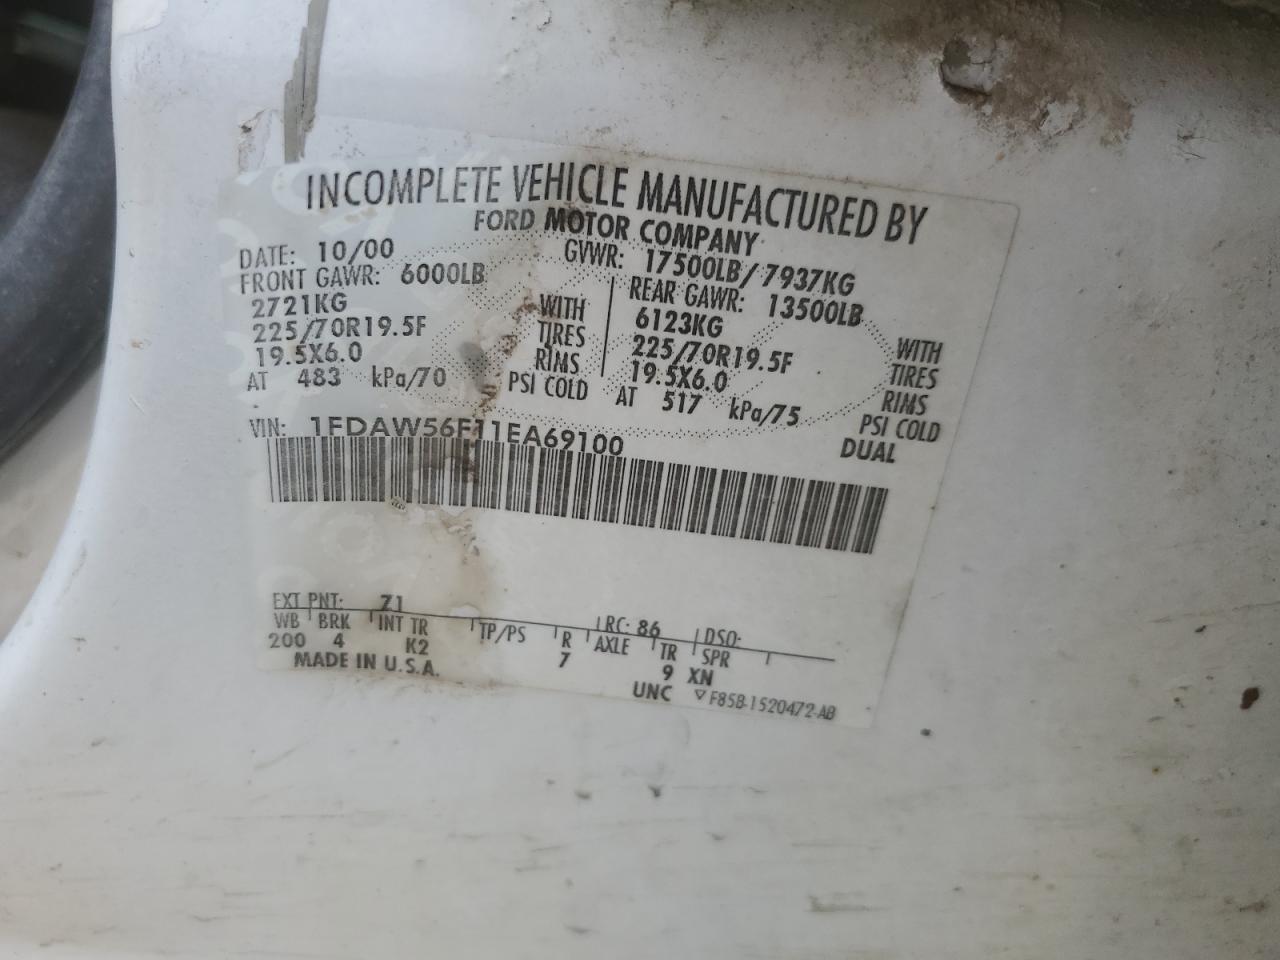 INCOMPLETE VEHICLE MANUFACTURED BY
FORD MOTOR COMPANY
DATE: 10/00 GVWR: 17500LB/ 7937KG
FRONT GAWR: 6000LB REAR GAWR: 13500LB
2721KG WITH 6123KG WITH
225/70R19.5F TIRES 225/70R19.5F TIRES
19.5X6.0 RIMS 19.5X6.0 RIMS
AT 483 kPa/70 PSI COLD AT 517 kPa/75 PSI COLD
DUAL
VIN: 1FDAW56F11EA69100
EXT PNT: Z1 RC: 86 DSO:
WB BRK INT TR TP/PS R AXLE TR SPR
200 4 K2 7 9 XN
MADE IN U.S.A. UNC F85B-1520472-AB